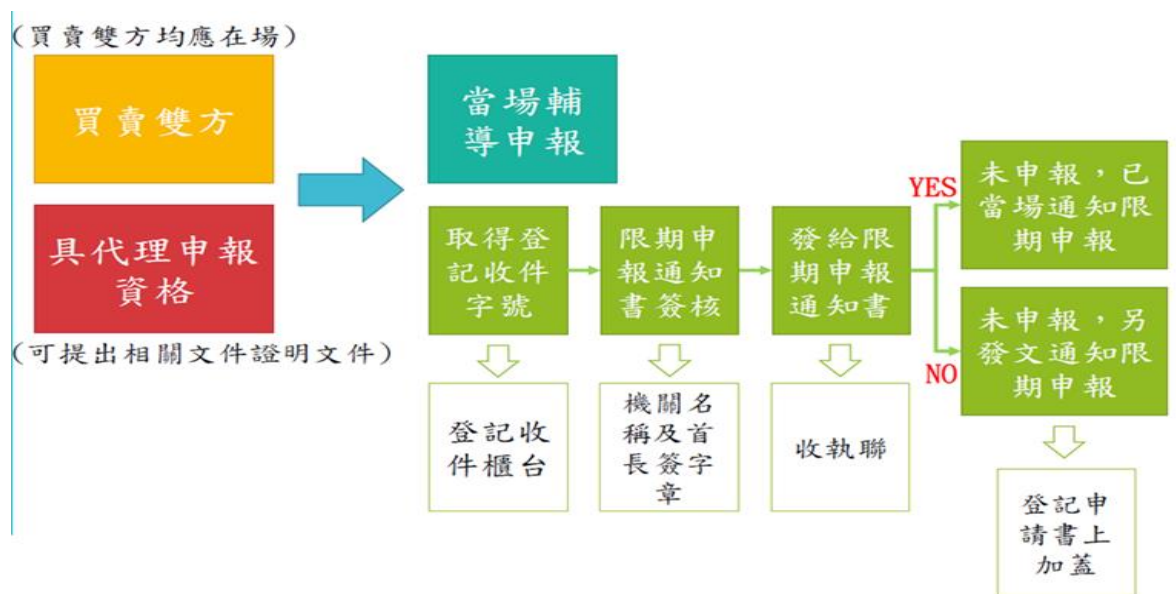 (買賣雙方均應在場)
買賣雙方
具代理申報
資格
(可提出相關文件證明文件)
當場輔
導申報
取得登
記收件
字號
登記收
件櫃台
限期申
報通知
書簽核
機關名
稱及首
長簽字
章
發給限
期申報
通知書
收執聯
YES
未申報，已
當場通知限
期申報
NO
未申報，另
發文通知限
期申報
登記申
請書上
加蓋